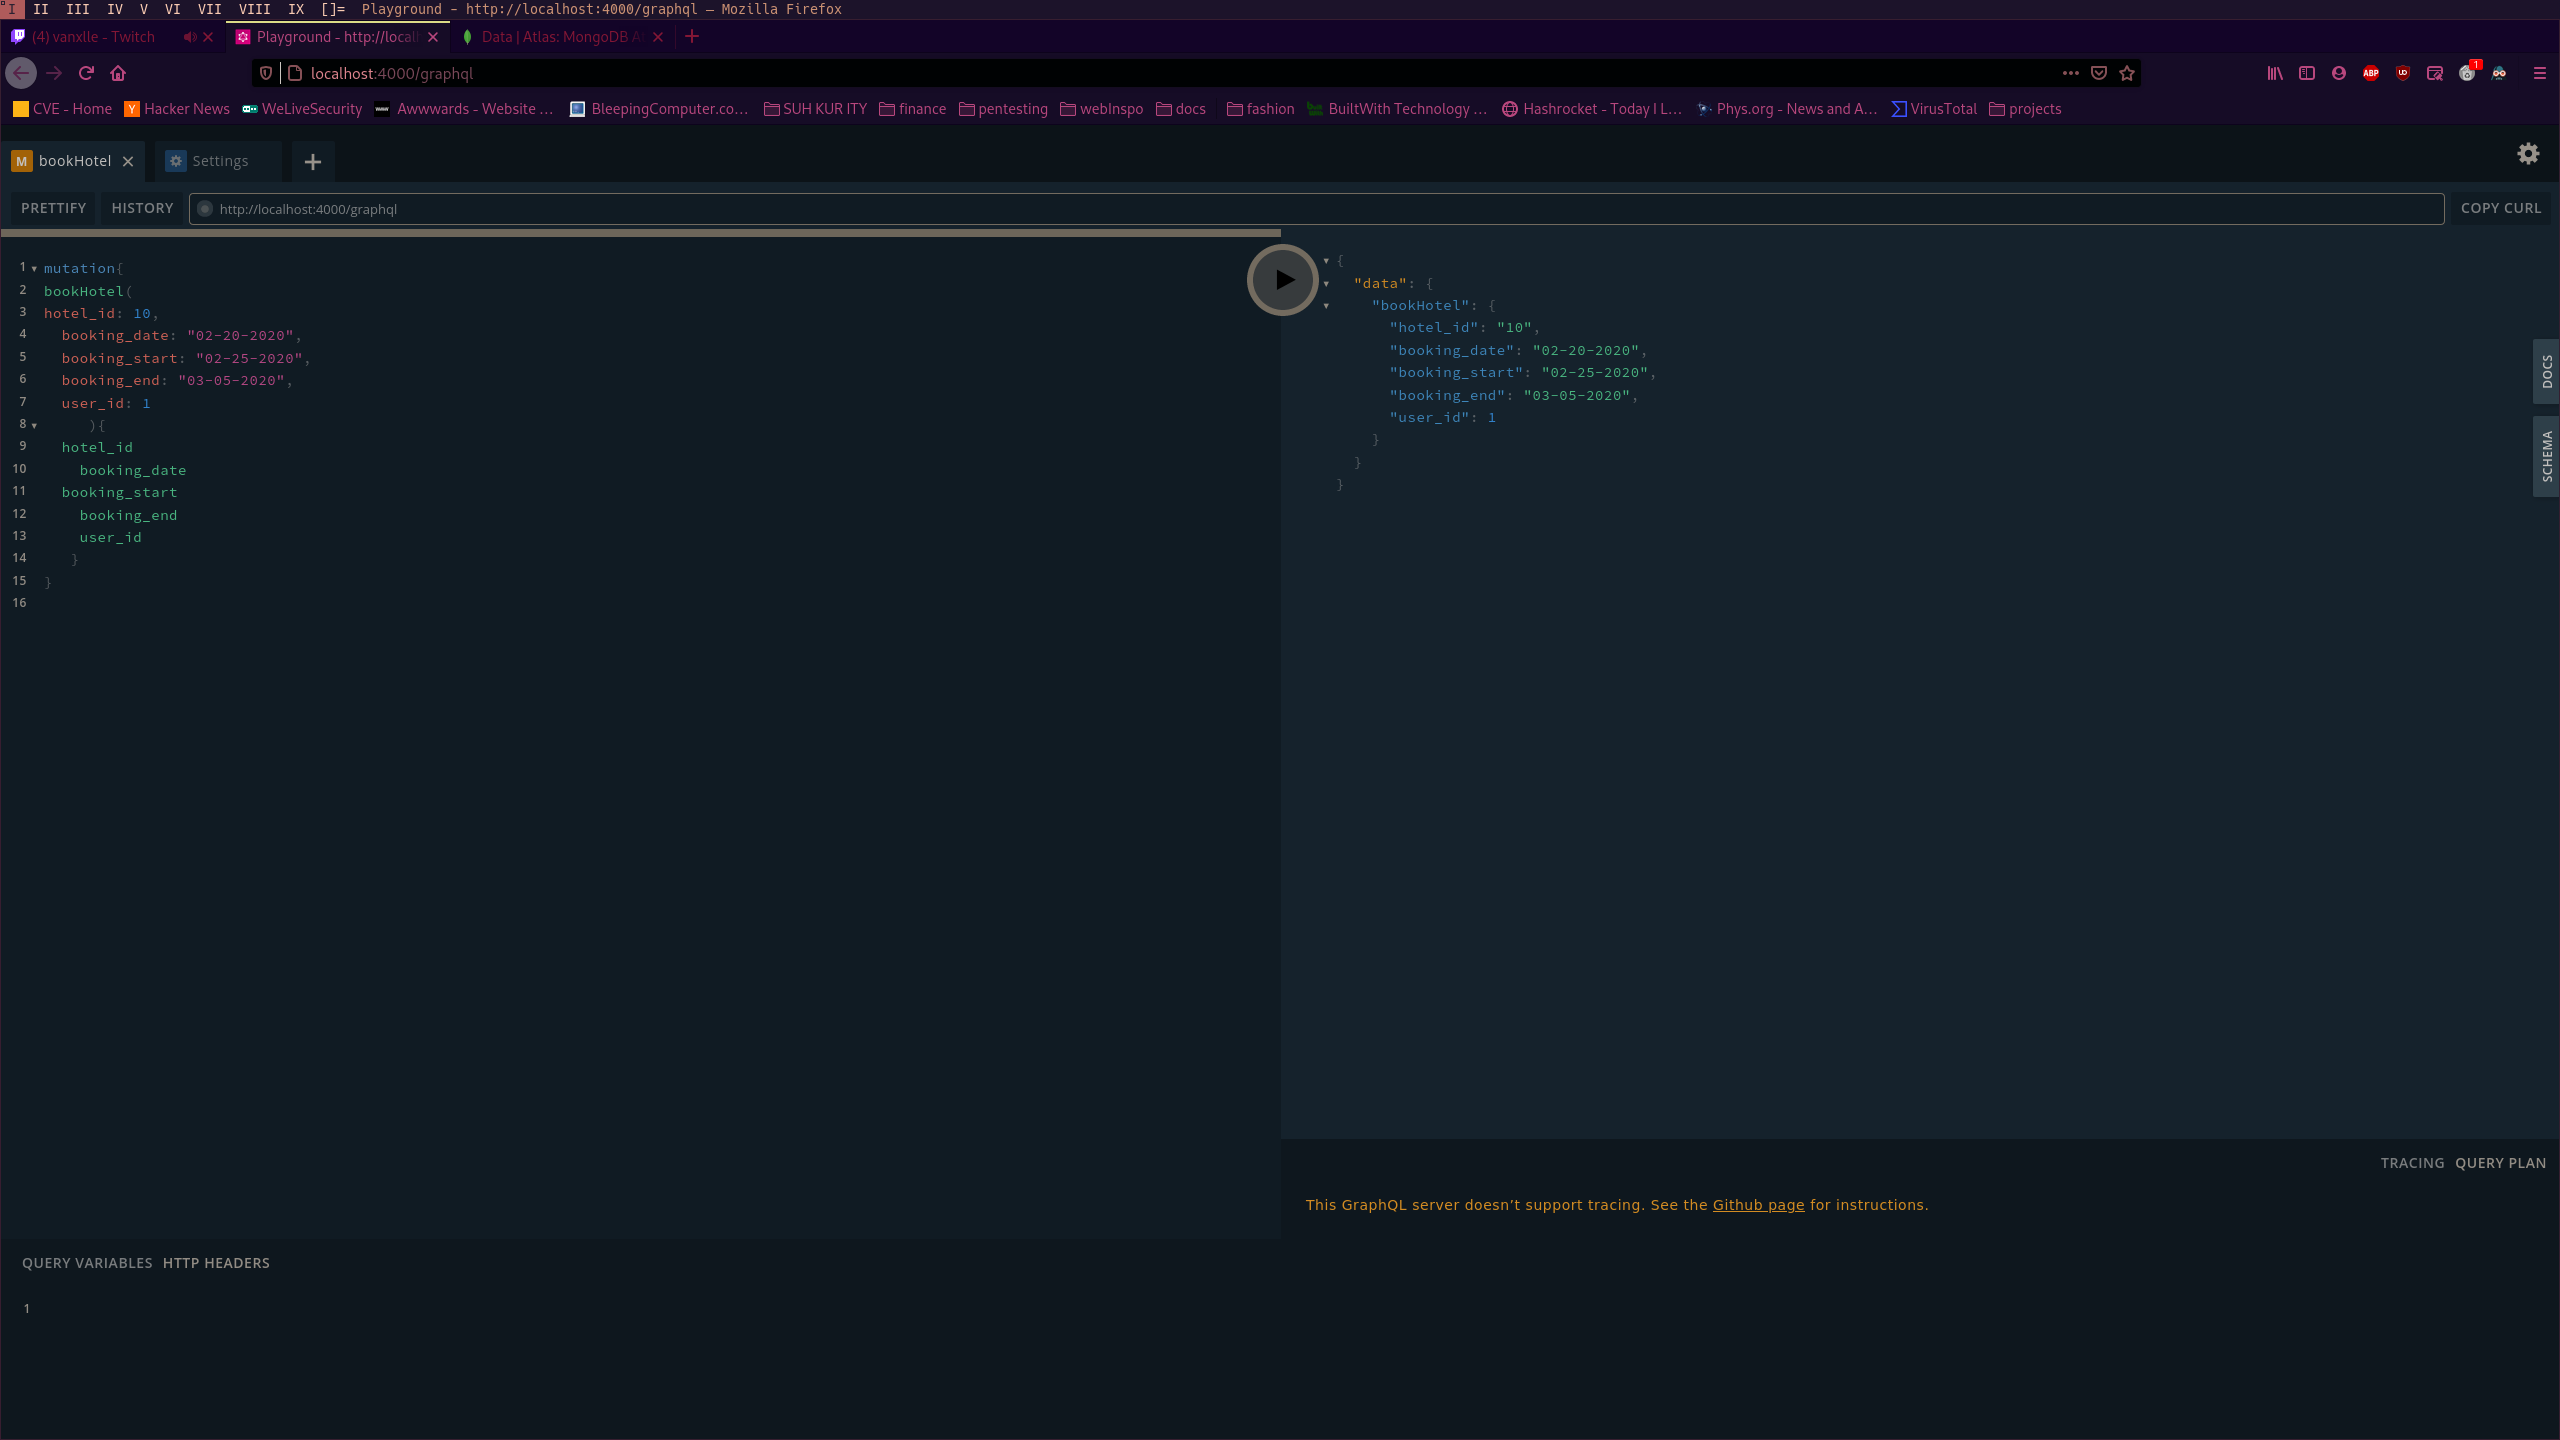 I II III IV V VI VII VIII IX []= Playground - http://localhost:4000/graphql — Mozilla Firefox
(4) vanxlle - Twitch Playground - http://local Data | Atlas: MongoDB A
localhost:4000/graphql
1
CVE - Home Hacker News WeLiveSecurity Awwwards - Website ... BleepingComputer.co... SUH KUR ITY finance pentesting webInspo docs fashion BuiltWith Technology ... Hashrocket - Today I L... Phys.org - News and A... VirusTotal projects
M bookHotel Settings
PRETTIFY HISTORY http://localhost:4000/graphql COPY CURL
1 mutation{
2 bookHotel(
3 hotel_id: 10,
4 booking_date: "02-20-2020",
5 booking_start: "02-25-2020",
6 booking_end: "03-05-2020",
7 user_id: 1
8 ){
9 hotel_id
10 booking_date
11 booking_start
12 booking_end
13 user_id
14 }
15 }
16
{
"data": {
"bookHotel": {
"hotel_id": "10",
"booking_date": "02-20-2020",
"booking_start": "02-25-2020",
"booking_end": "03-05-2020",
"user_id": 1
}
}
}
DOCS
SCHEMA
TRACING QUERY PLAN
This GraphQL server doesn’t support tracing. See the Github page for instructions.
QUERY VARIABLES HTTP HEADERS
1